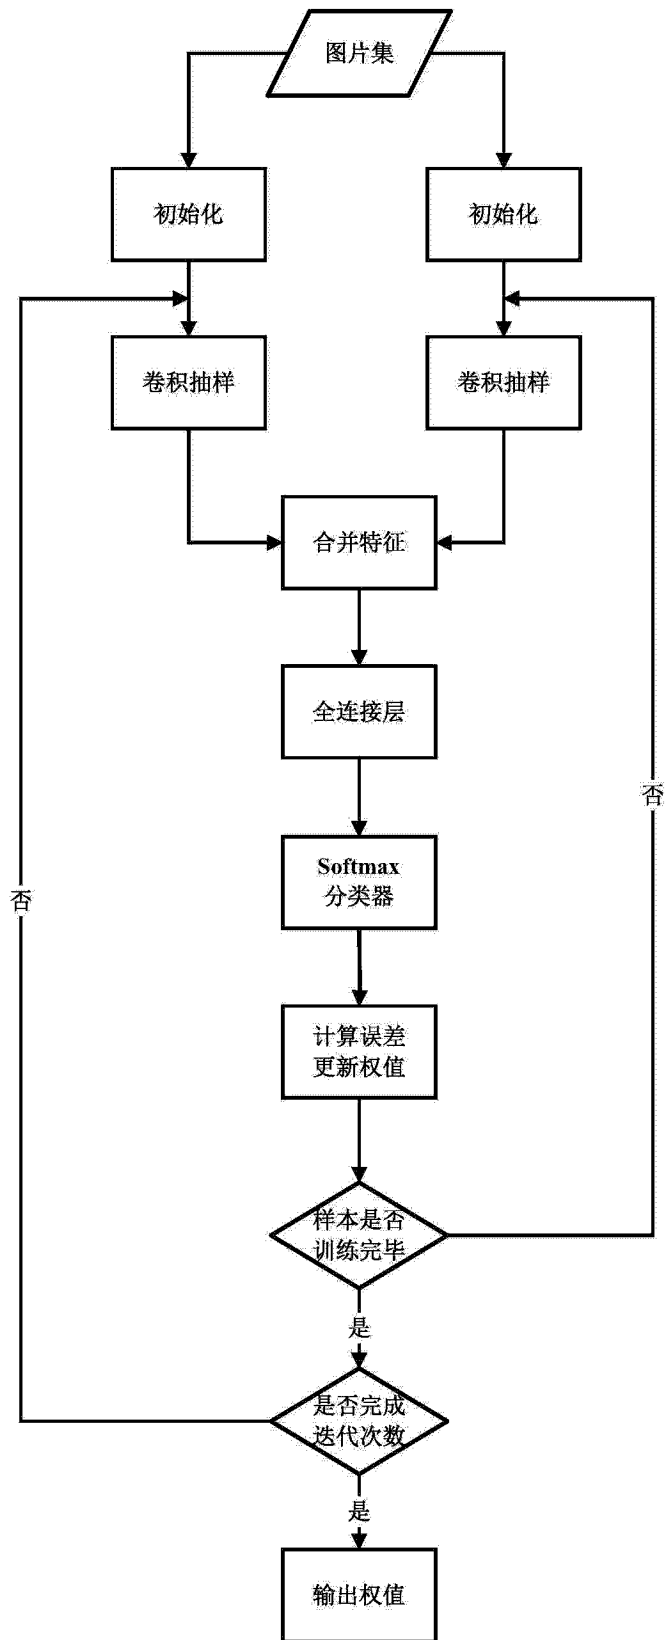 图片集
初始化
初始化
卷积抽样
卷积抽样
合并特征
全连接层
否
Softmax
分类器
否
计算误差
更新权值
样本是否
训练完毕
是
是否完成
迭代次数
是
输出权值